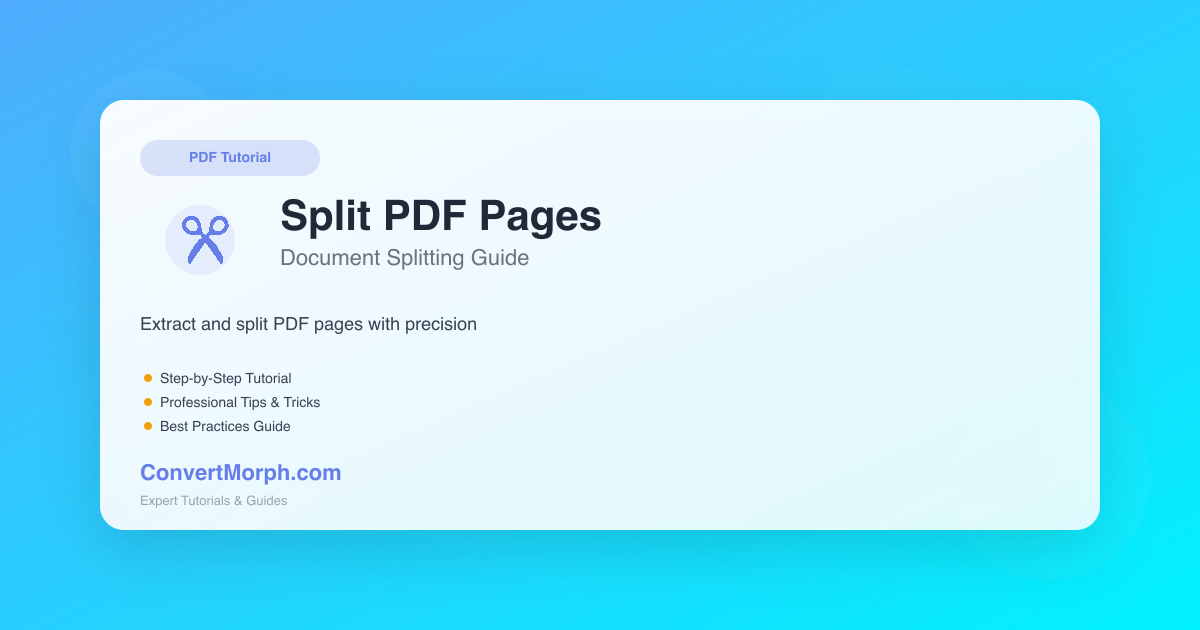 PDF Tutorial
Split PDF Pages
Document Splitting Guide
Extract and split PDF pages with precision
Step-by-Step Tutorial
Professional Tips & Tricks
Best Practices Guide
ConvertMorph.com
Expert Tutorials & Guides